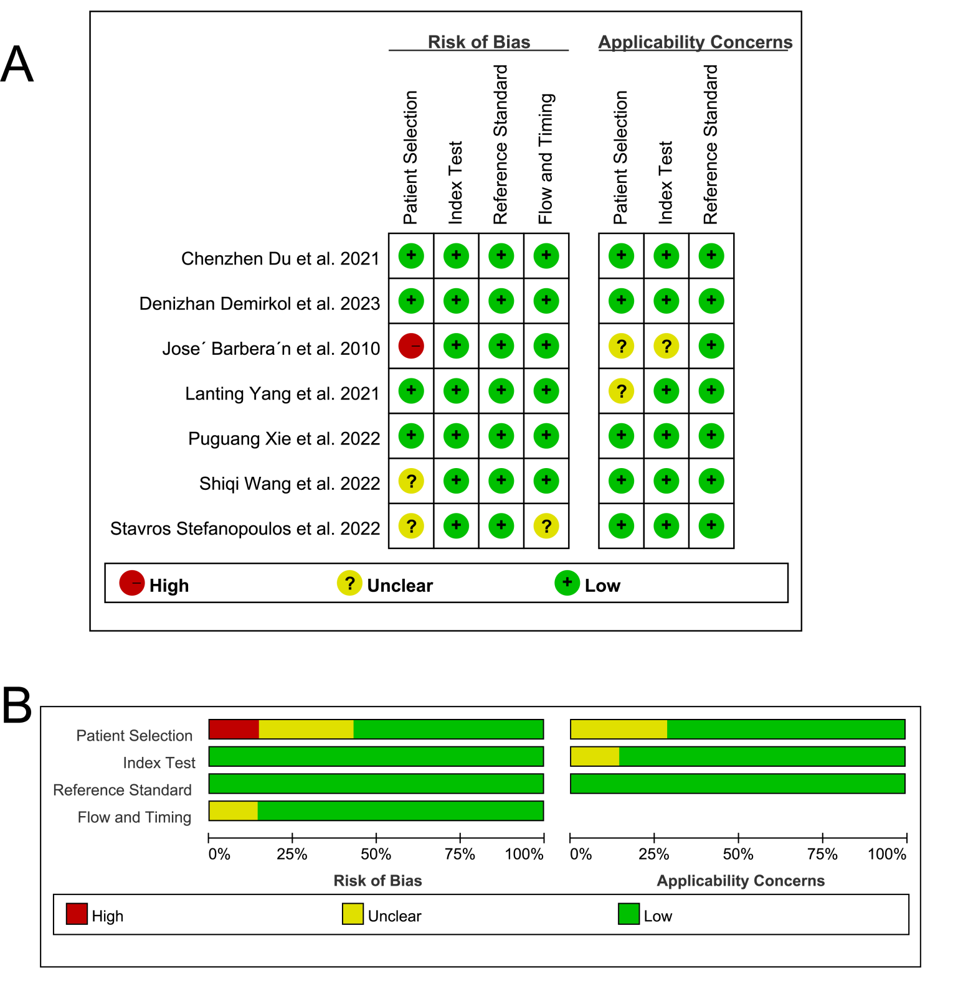 A
Risk of Bias
Applicability Concerns
Patient Selection
Index Test
Reference Standard
Flow and Timing
Patient Selection
Index Test
Reference Standard
Chenzhen Du et al. 2021 + + + + + + +
Denizhan Demirkol et al. 2023 + + + + + + +
Jose´ Barbera´n et al. 2010 – + + + ? ? +
Lanting Yang et al. 2021 + + + + ? + +
Puguang Xie et al. 2022 + + + + + + +
Shiqi Wang et al. 2022 ? + + + + + +
Stavros Stefanopoulos et al. 2022 ? + + ? + + +
– High ? Unclear + Low
B
Patient Selection
Index Test
Reference Standard
Flow and Timing
0% 25% 50% 75% 100% 0% 25% 50% 75% 100%
Risk of Bias Applicability Concerns
High Unclear Low